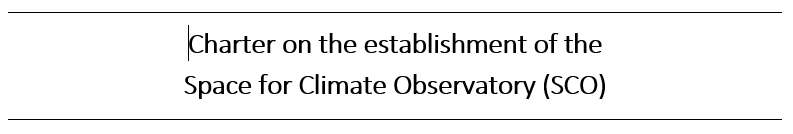 Charter on the establishment of the
Space for Climate Observatory (SCO)